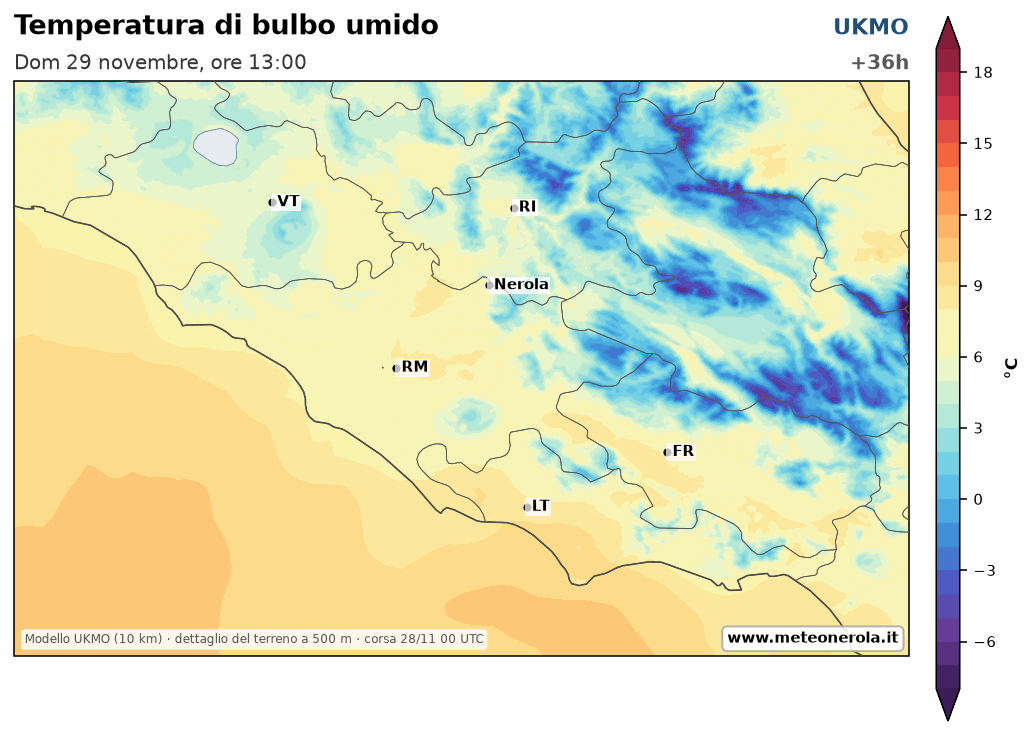 Temperatura di bulbo umido
UKMO
Dom 29 novembre, ore 13:00
+36h
VT
RI
Nerola
RM
FR
LT
Modello UKMO (10 km) · dettaglio del terreno a 500 m · corsa 28/11 00 UTC
www.meteonerola.it
18
15
12
9
6
3
0
−3
−6
°C